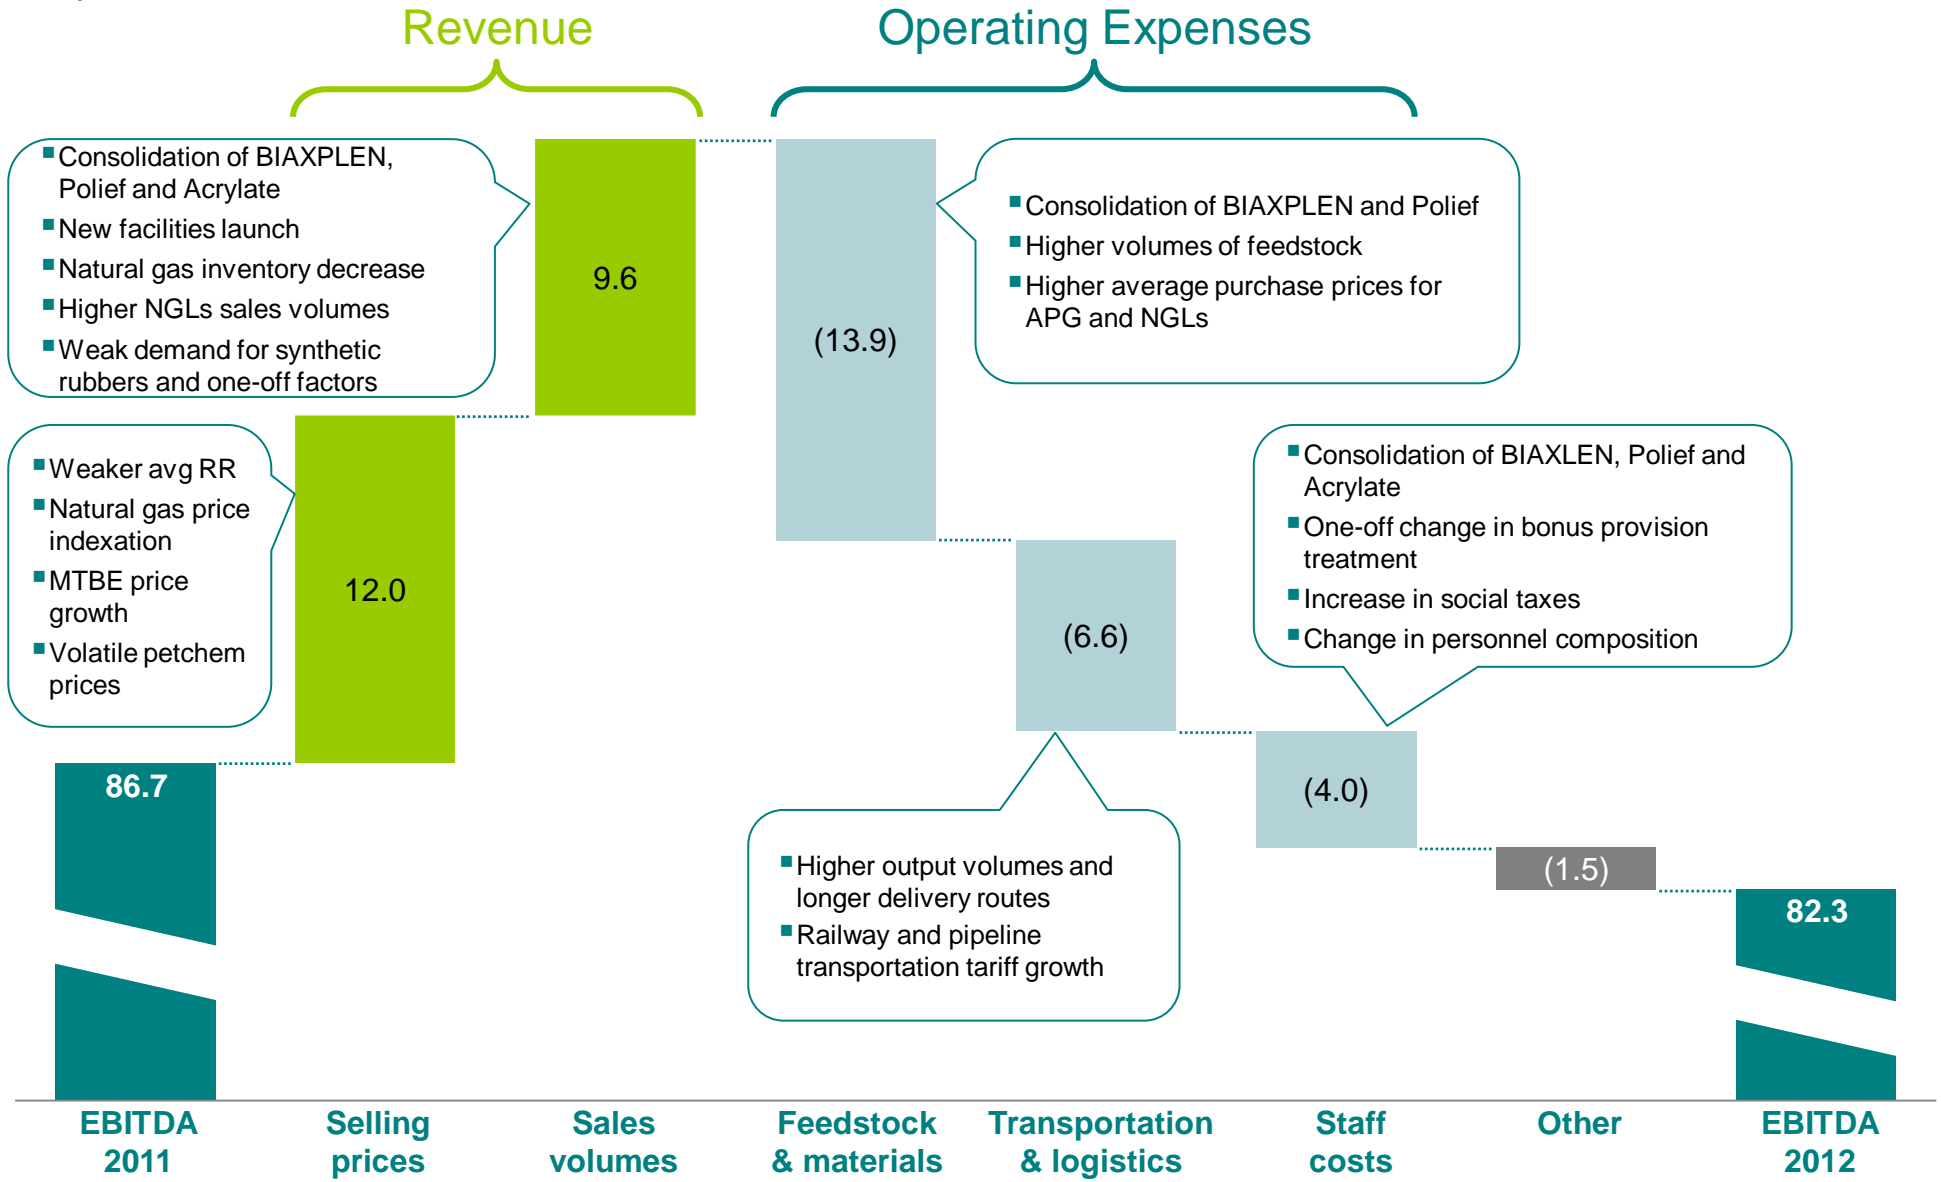 Revenue
Operating Expenses
Consolidation of BIAXPLEN,
Polief and Acrylate
New facilities launch
Natural gas inventory decrease
Higher NGLs sales volumes
Weak demand for synthetic
rubbers and one-off factors
9.6
(13.9)
Consolidation of BIAXPLEN and Polief
Higher volumes of feedstock
Higher average purchase prices for
APG and NGLs
Weaker avg RR
Natural gas price
indexation
MTBE price
growth
Volatile petchem
prices
12.0
(6.6)
Consolidation of BIAXLEN, Polief and
Acrylate
One-off change in bonus provision
treatment
Increase in social taxes
Change in personnel composition
86.7
(4.0)
Higher output volumes and
longer delivery routes
Railway and pipeline
transportation tariff growth
(1.5)
82.3
EBITDA
2011
Selling
prices
Sales
volumes
Feedstock
& materials
Transportation
& logistics
Staff
costs
Other
EBITDA
2012